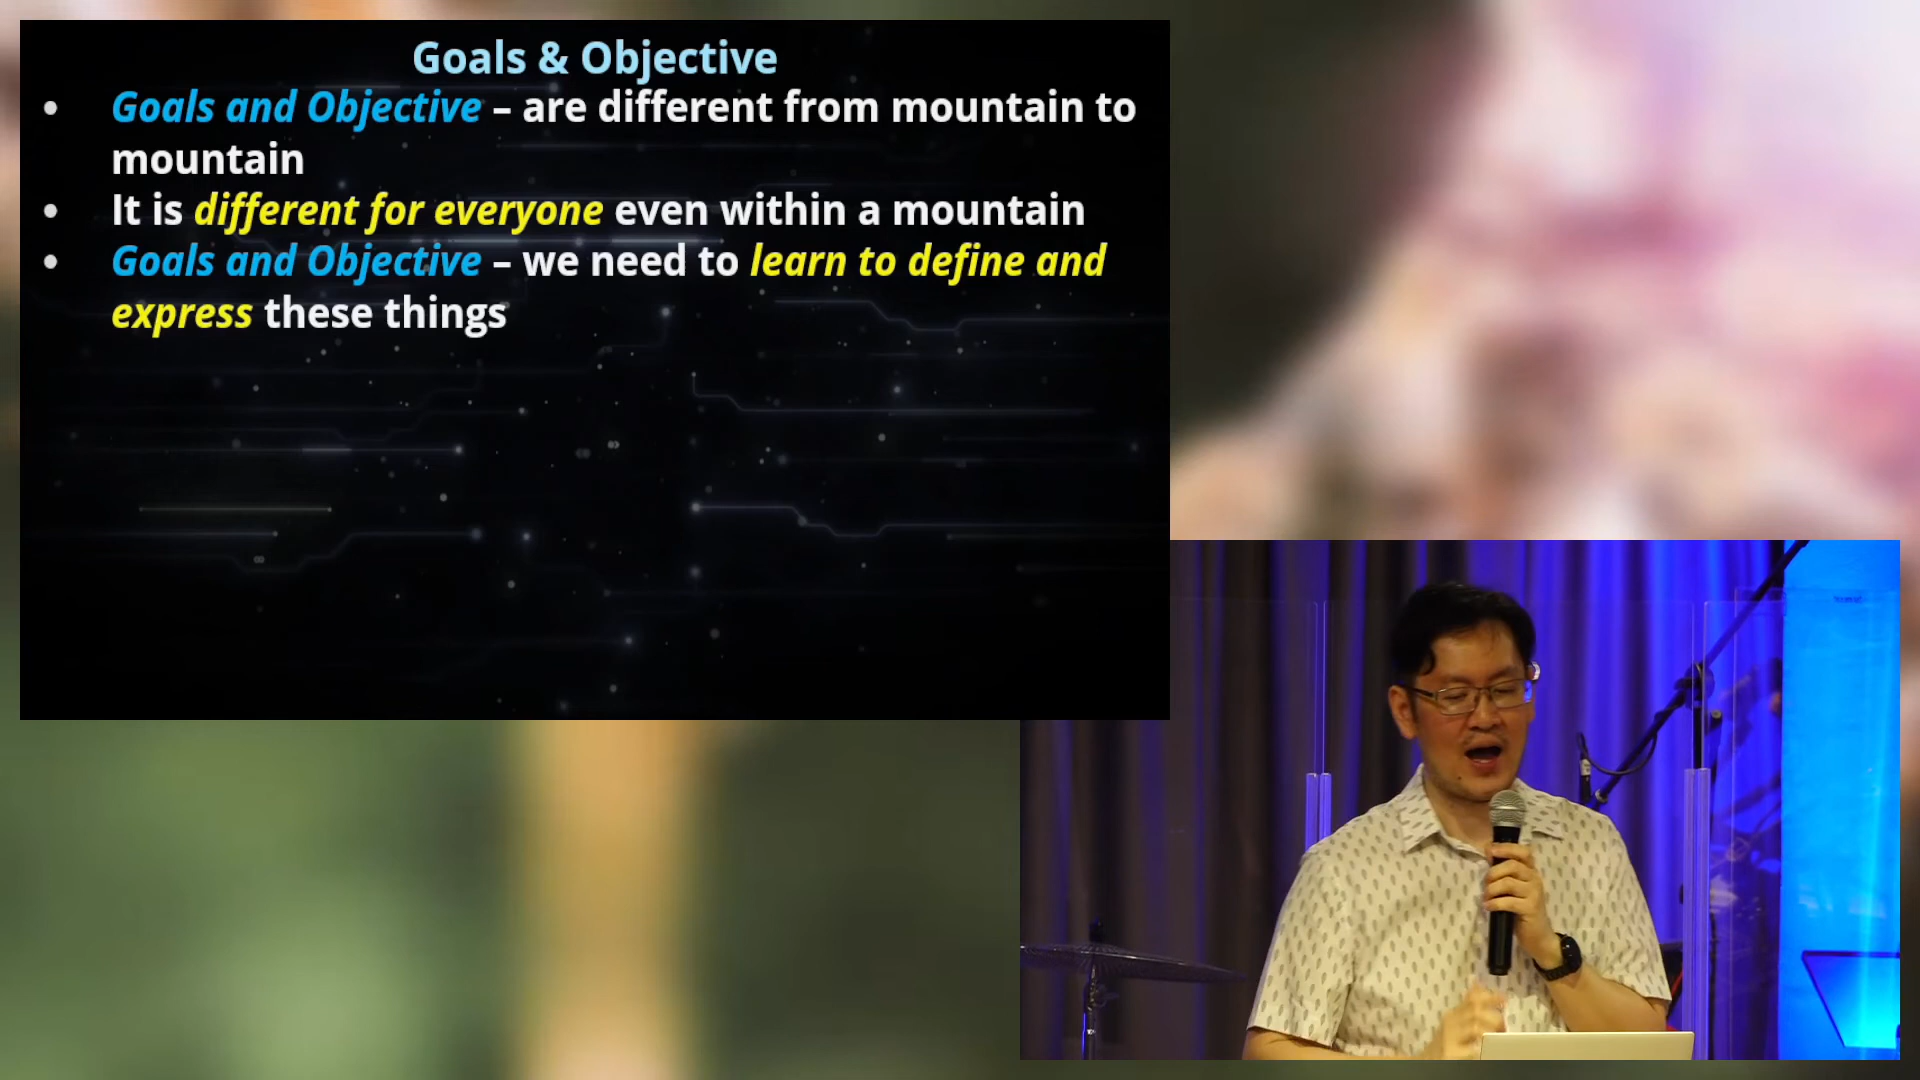 Goals & Objective
• Goals and Objective – are different from mountain to
mountain
• It is different for everyone even within a mountain
• Goals and Objective – we need to learn to define and
express these things